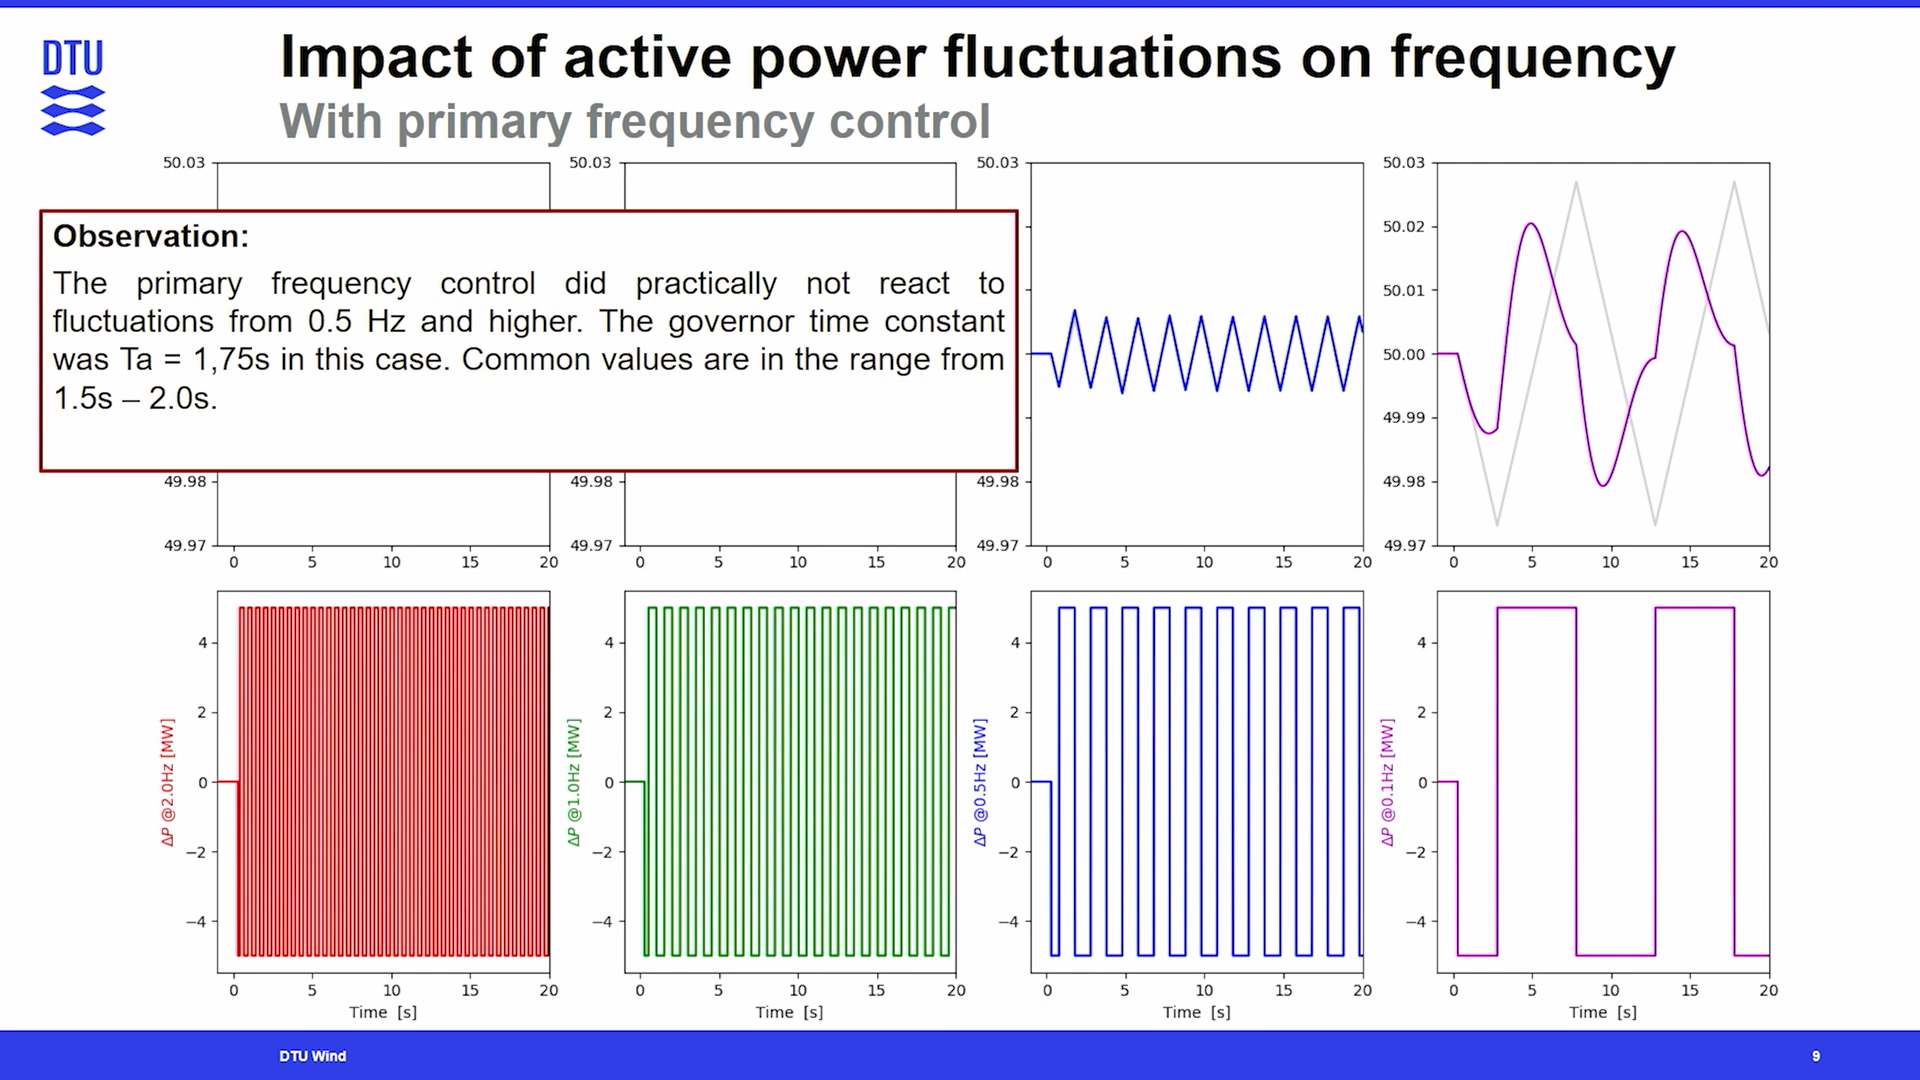 DTU
Impact of active power fluctuations on frequency
With primary frequency control
50.03
50.03
50.03
50.03
50.02
50.01
50.00
49.99
49.98
49.97
Observation:
The primary frequency control did practically not react to
fluctuations from 0.5 Hz and higher. The governor time constant
was Ta = 1,75s in this case. Common values are in the range from
1.5s – 2.0s.
49.98
49.98
49.98
49.97
49.97
49.97
0 5 10 15 20
0 5 10 15 20
0 5 10 15 20
0 5 10 15 20
ΔP @2.0Hz [MW]
4
2
0
−2
−4
0 5 10 15 20
Time [s]
ΔP @1.0Hz [MW]
4
2
0
−2
−4
0 5 10 15 20
Time [s]
ΔP @0.5Hz [MW]
4
2
0
−2
−4
0 5 10 15 20
Time [s]
ΔP @0.1Hz [MW]
4
2
0
−2
−4
0 5 10 15 20
Time [s]
DTU Wind
9